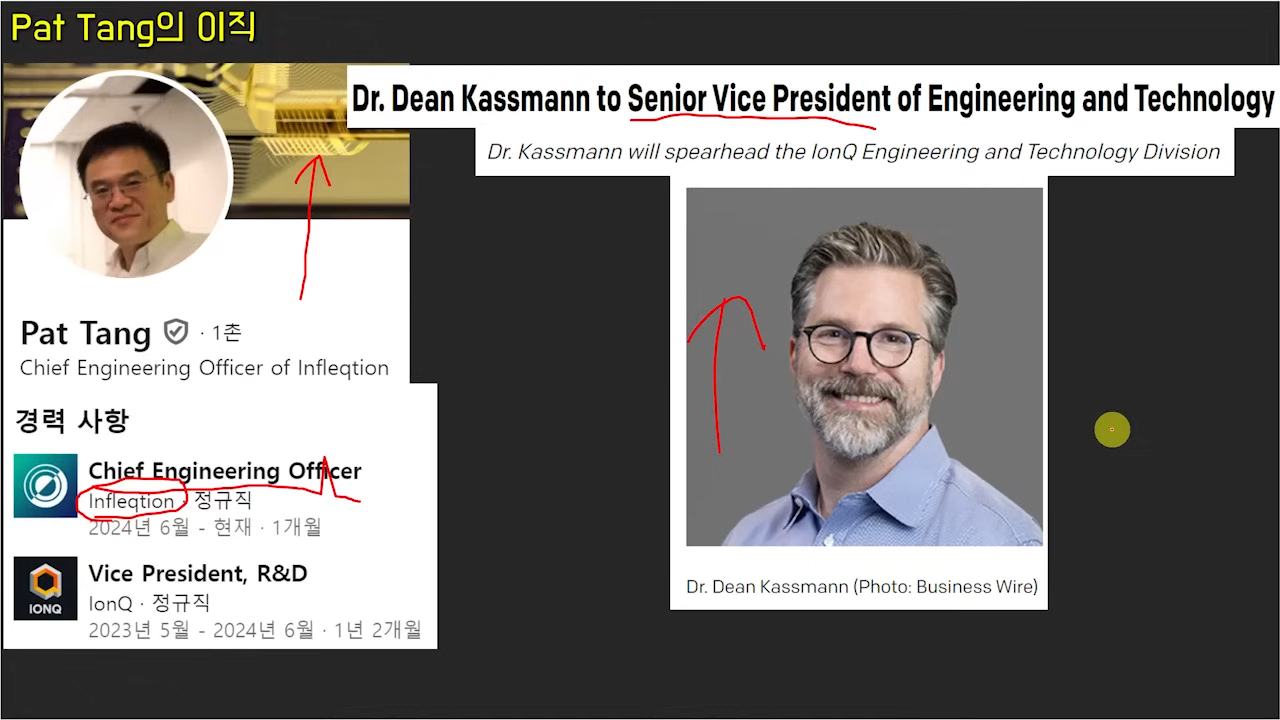 Pat Tang의 이직
Dr. Dean Kassmann to Senior Vice President of Engineering and Technology
Dr. Kassmann will spearhead the IonQ Engineering and Technology Division
Pat Tang · 1촌
Chief Engineering Officer of Infleqtion
경력 사항
Chief Engineering Officer
Infleqtion · 정규직
2024년 6월 - 현재 · 1개월
IONQ
Vice President, R&D
IonQ · 정규직
2023년 5월 - 2024년 6월 · 1년 2개월
Dr. Dean Kassmann (Photo: Business Wire)